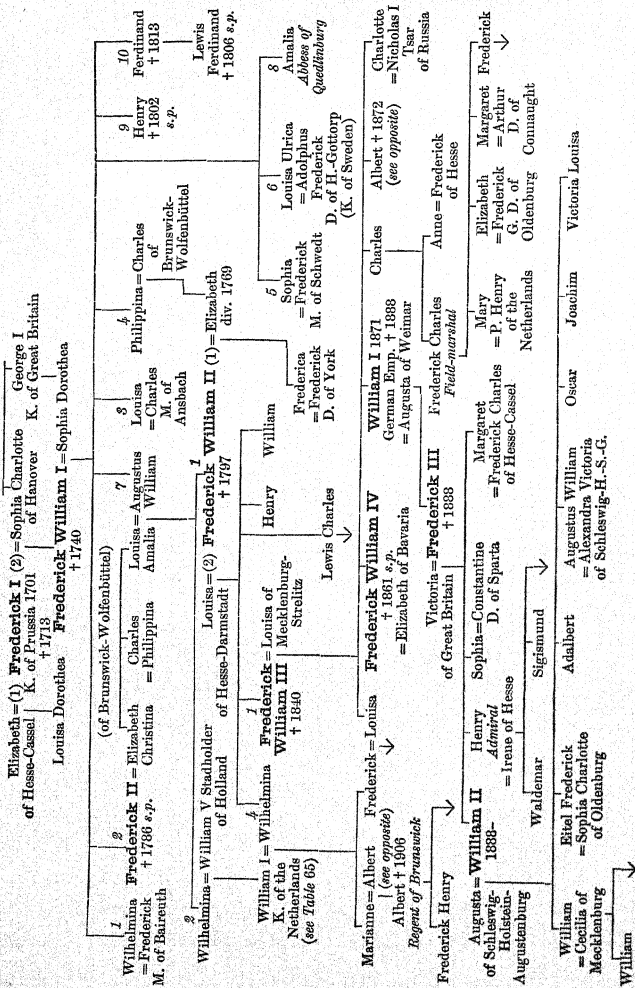 Elizabeth=(1) Frederick I (2)=Sophia Charlotte
of Hesse-Cassel
K. of Prussia 1701
† 1713
of Hanover
George I
K. of Great Britain
Louisa Dorothea
Frederick William I=Sophia Dorothea
† 1740
1
Wilhelmina
=Frederick
M. of Baireuth
2
Frederick II = Elizabeth
† 1786 s.p.
Christina
(of Brunswick-Wolfenbüttel)
Charles
= Philippina
Louisa=Augustus
Amalia
William
7
3
Louisa
=Charles
M. of
Ansbach
4
Philippina=Charles
of
Brunswick-
Wolfenbüttel
9
Henry
† 1802
s.p.
10
Ferdinand
† 1813
Lewis
Ferdinand
† 1806 s.p.
2
Wilhelmina=William V Stadholder
of Holland
Louisa=(2) Frederick William II (1)=Elizabeth
1
of Hesse-Darmstadt
† 1797
div. 1769
5
Sophia
=Frederick
M. of Schwedt
6
Louisa Ulrica
=Adolphus
Frederick
D. of H.-Gottorp
(K. of Sweden)
8
Amalia
Abbess of
Quedlinburg
William I=Wilhelmina
4
K. of the
Netherlands
(see Table 65)
1
Frederick=Louisa of
William III
† 1840
Mecklenburg-
Strelitz
Henry
William
Lewis Charles
Frederica
=Frederick
D. of York
Marianne=Albert
(see opposite)
Albert † 1906
Regent of Brunswick
Frederick=Louisa
Frederick William IV
† 1861 s.p.
=Elizabeth of Bavaria
William I 1871
German Emp. † 1888
=Augusta of Weimar
Charles
Albert † 1872
(see opposite)
Charlotte
=Nicholas I
Tsar
of Russia
Frederick Henry
Victoria=Frederick III
of Great Britain
† 1888
Frederick Charles
Field-marshal
Anne=Frederick
of Hesse
Augusta=William II
of Schleswig-
Holstein-
Augustenburg
1888–
Henry
Admiral
=Irene of Hesse
Sophia=Constantine
D. of Sparta
Margaret
=Frederick Charles
of Hesse-Cassel
Mary
=P. Henry
of the
Netherlands
Elizabeth
=Frederick
G. D. of
Oldenburg
Margaret
=Arthur
D. of
Connaught
Frederick
Waldemar
Sigismund
William
=Cecilia of
Mecklenburg
Eitel Frederick
=Sophia Charlotte
of Oldenburg
Adalbert
Augustus William
=Alexandra Victoria
of Schleswig-H.-S.-G.
Oscar
Joachim
Victoria Louisa
William